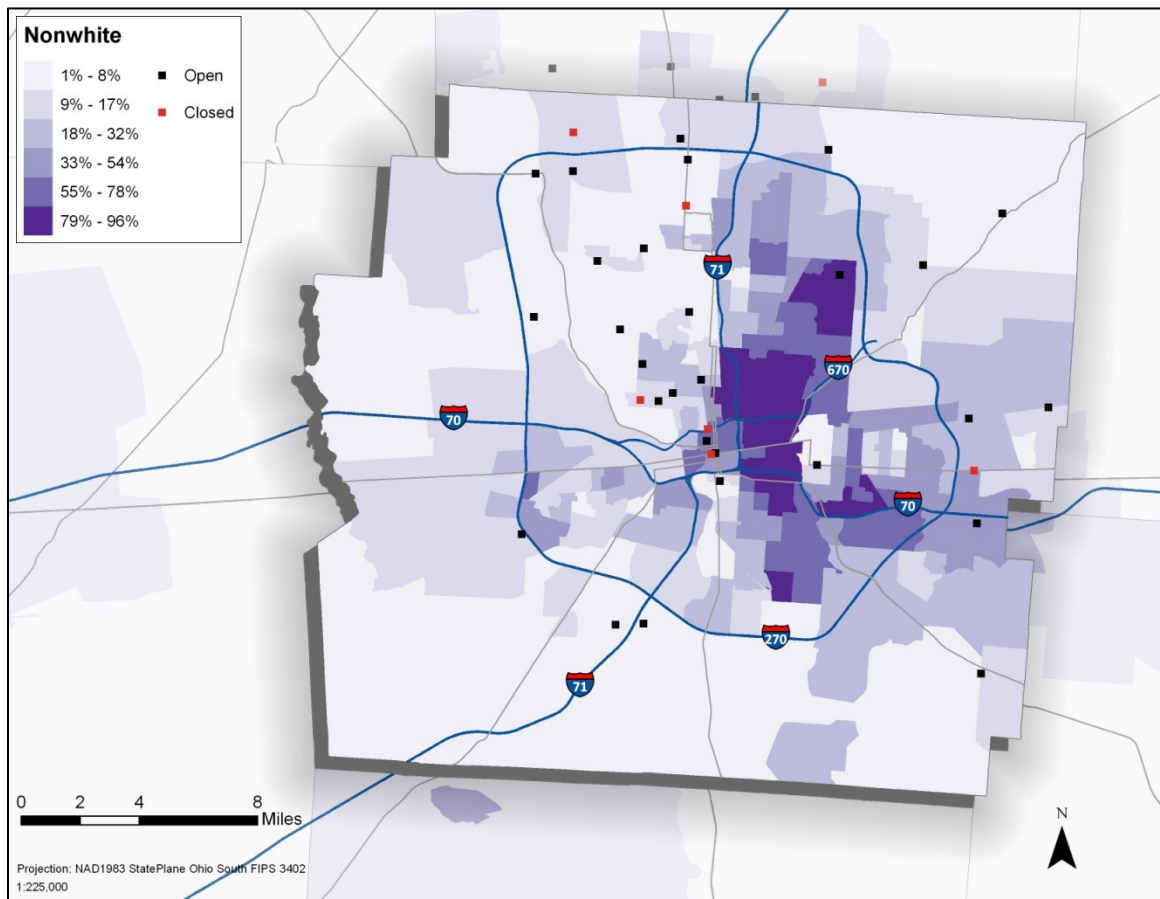 Nonwhite
1% - 8%
9% - 17%
18% - 32%
33% - 54%
55% - 78%
79% - 96%
Open
Closed
71
670
70
70
270
71
0 2 4 8
Miles
N
Projection: NAD1983 StatePlane Ohio South FIPS 3402
1:225,000